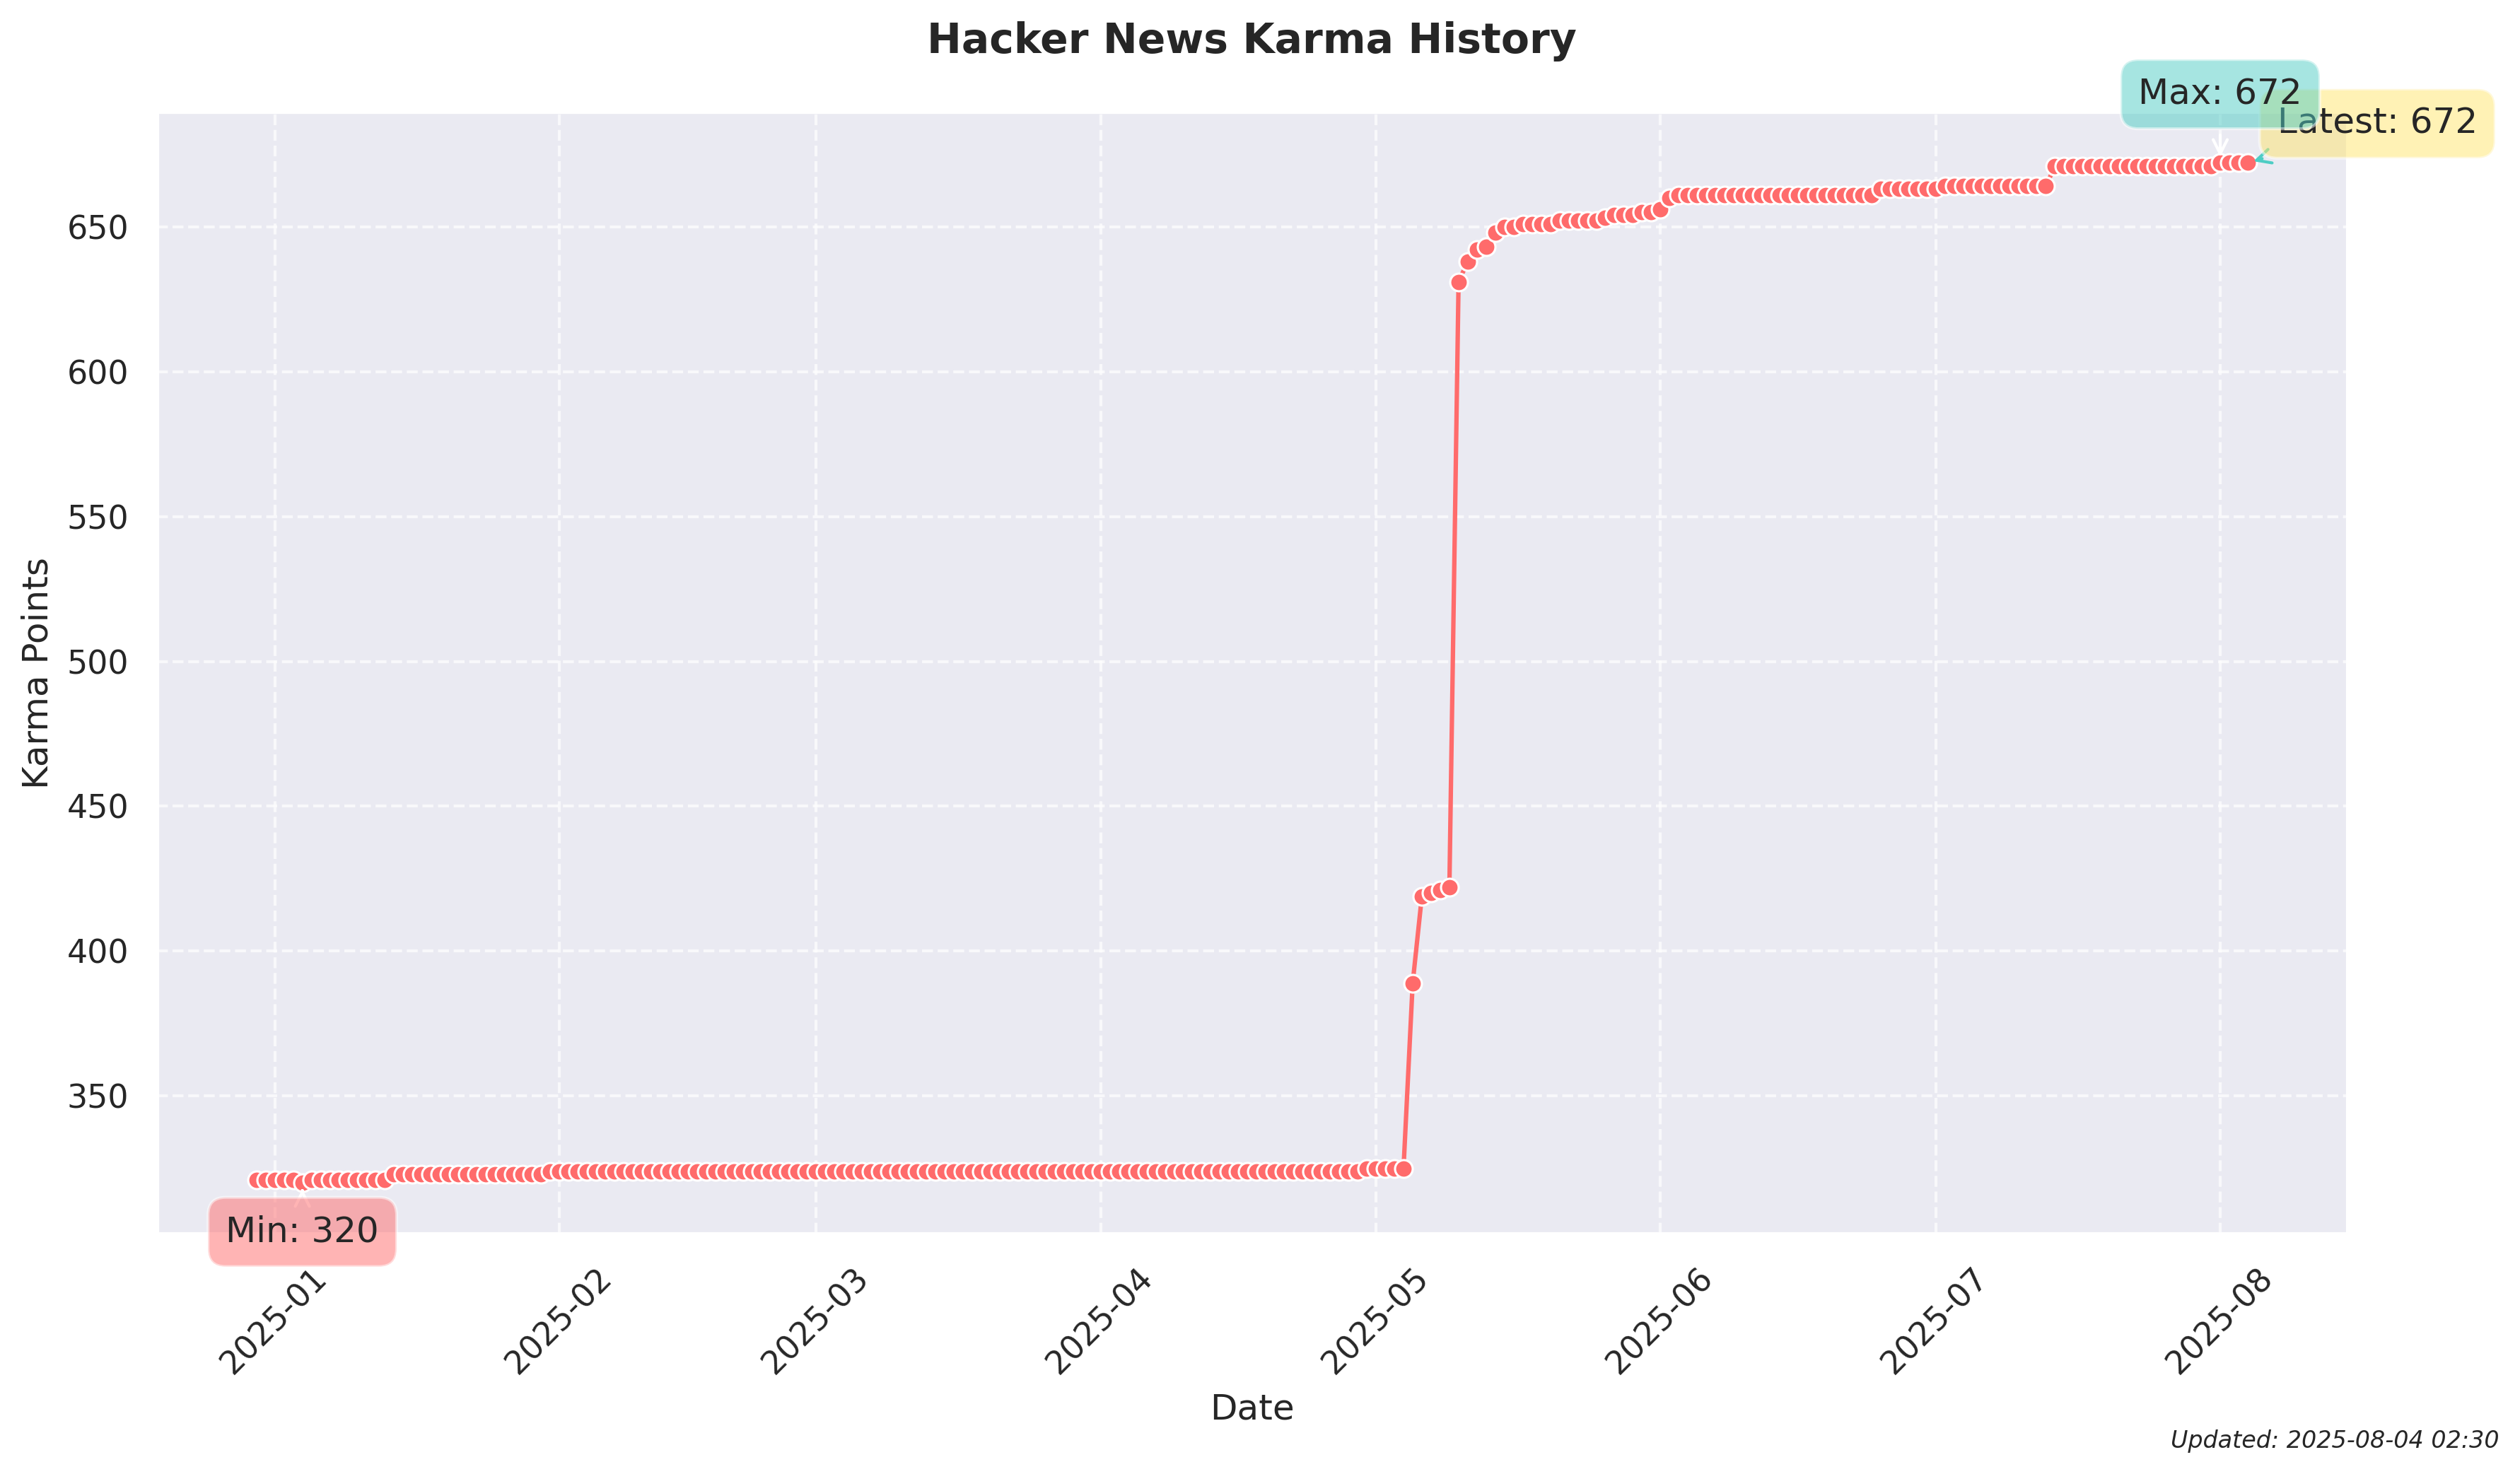 Hacker News Karma History
Max: 672
Latest: 672
650
600
550
500
450
400
350
Karma Points
Min: 320
2025-01
2025-02
2025-03
2025-04
2025-05
2025-06
2025-07
2025-08
Date
Updated: 2025-08-04 02:30